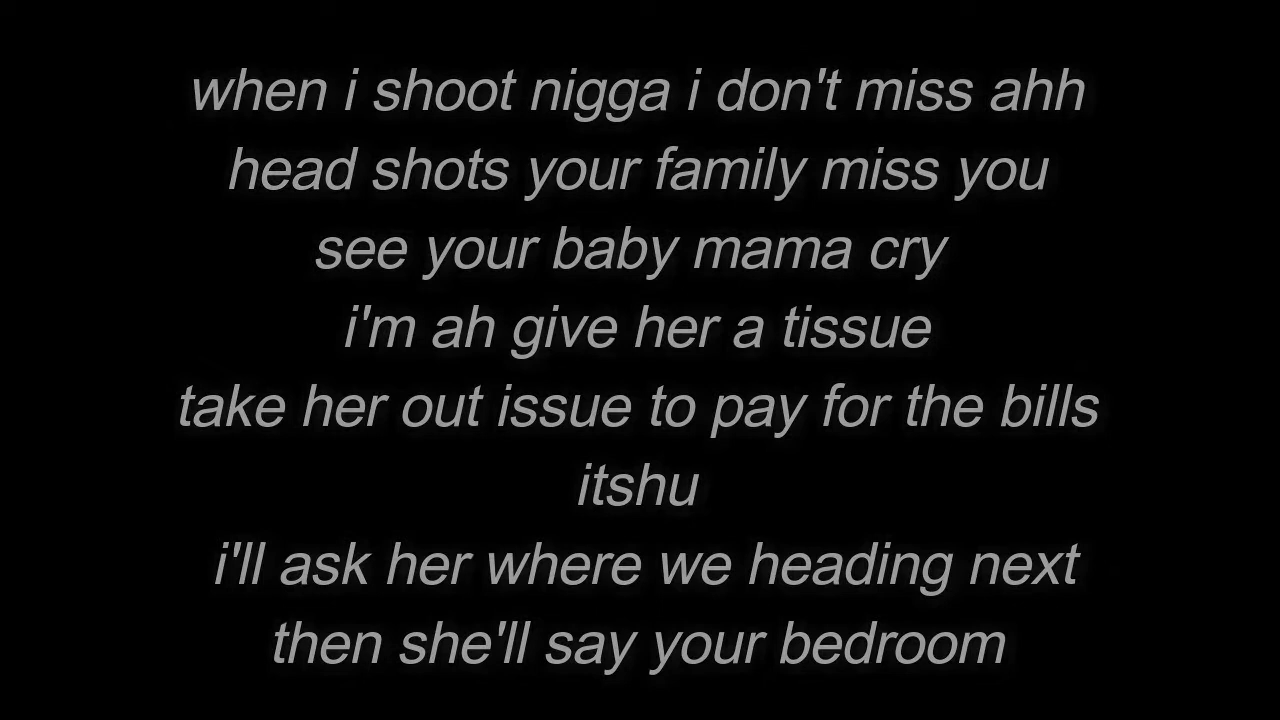 when i shoot nigga i don't miss ahh
head shots your family miss you
see your baby mama cry
i'm ah give her a tissue
take her out issue to pay for the bills
itshu
i'll ask her where we heading next
then she'll say your bedroom